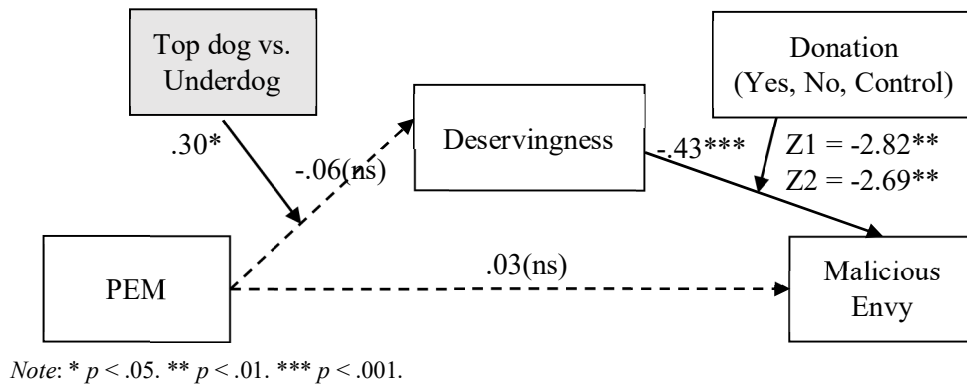 Top dog vs.
Underdog
Donation
(Yes, No, Control)
Deservingness
.30*
-.06(ns)
-.43***
Z1 = -2.82**
Z2 = -2.69**
PEM
.03(ns)
Malicious
Envy
Note: * p < .05. ** p < .01. *** p < .001.